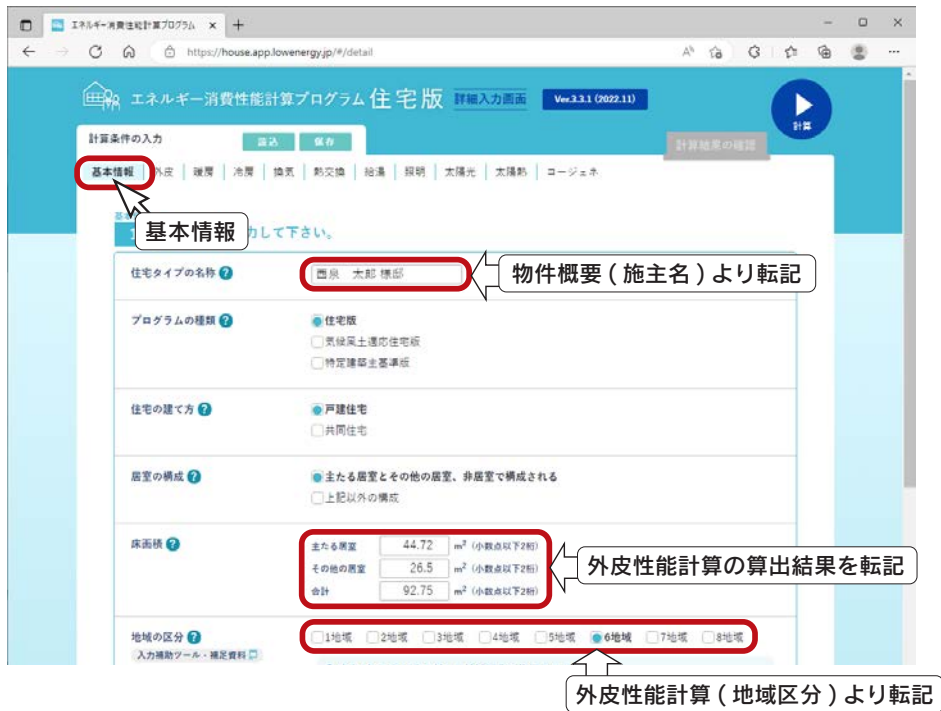 エネルギー消費性能計算プログラム
https://house.app.lowenergy.jp/#/detail
エネルギー消費性能計算プログラム 住宅版 詳細入力画面 Ver.3.3.1 (2022.11)
計算
計算条件の入力 読込 保存
計算結果の確認
基本情報 外皮 暖房 冷房 換気 熱交換 給湯 照明 太陽光 太陽熱 コージェネ
基本情報
力して下さい。
住宅タイプの名称 ?
西泉 太郎 様邸
物件概要 ( 施主名 ) より転記
プログラムの種類 ?
住宅版
気候風土適応住宅版
特定建築主基準版
住宅の建て方 ?
戸建住宅
共同住宅
居室の構成 ?
主たる居室とその他の居室、非居室で構成される
上記以外の構成
床面積 ?
主たる居室 44.72 m² (小数点以下2桁)
その他の居室 26.5 m² (小数点以下2桁)
合計 92.75 m² (小数点以下2桁)
外皮性能計算の算出結果を転記
地域の区分 ?
1地域 2地域 3地域 4地域 5地域 6地域 7地域 8地域
入力補助ツール・補足資料
外皮性能計算 ( 地域区分 ) より転記